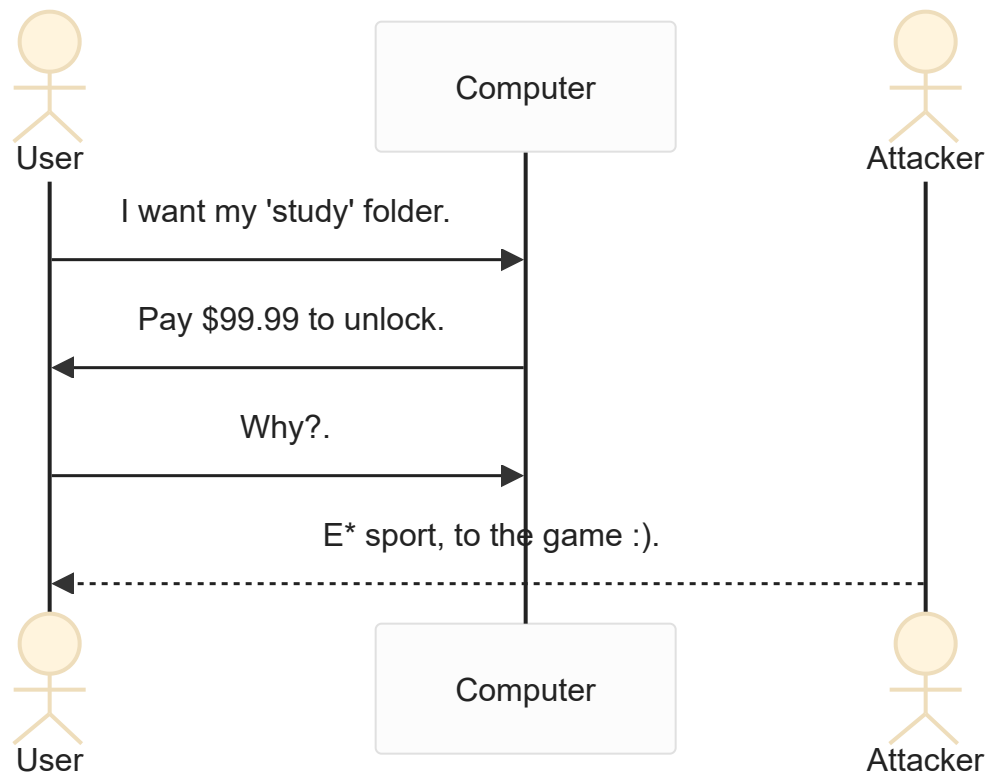 User
Computer
Attacker
I want my 'study' folder.
Pay $99.99 to unlock.
Why?.
E* sport, to the game :).
User
Computer
Attacker